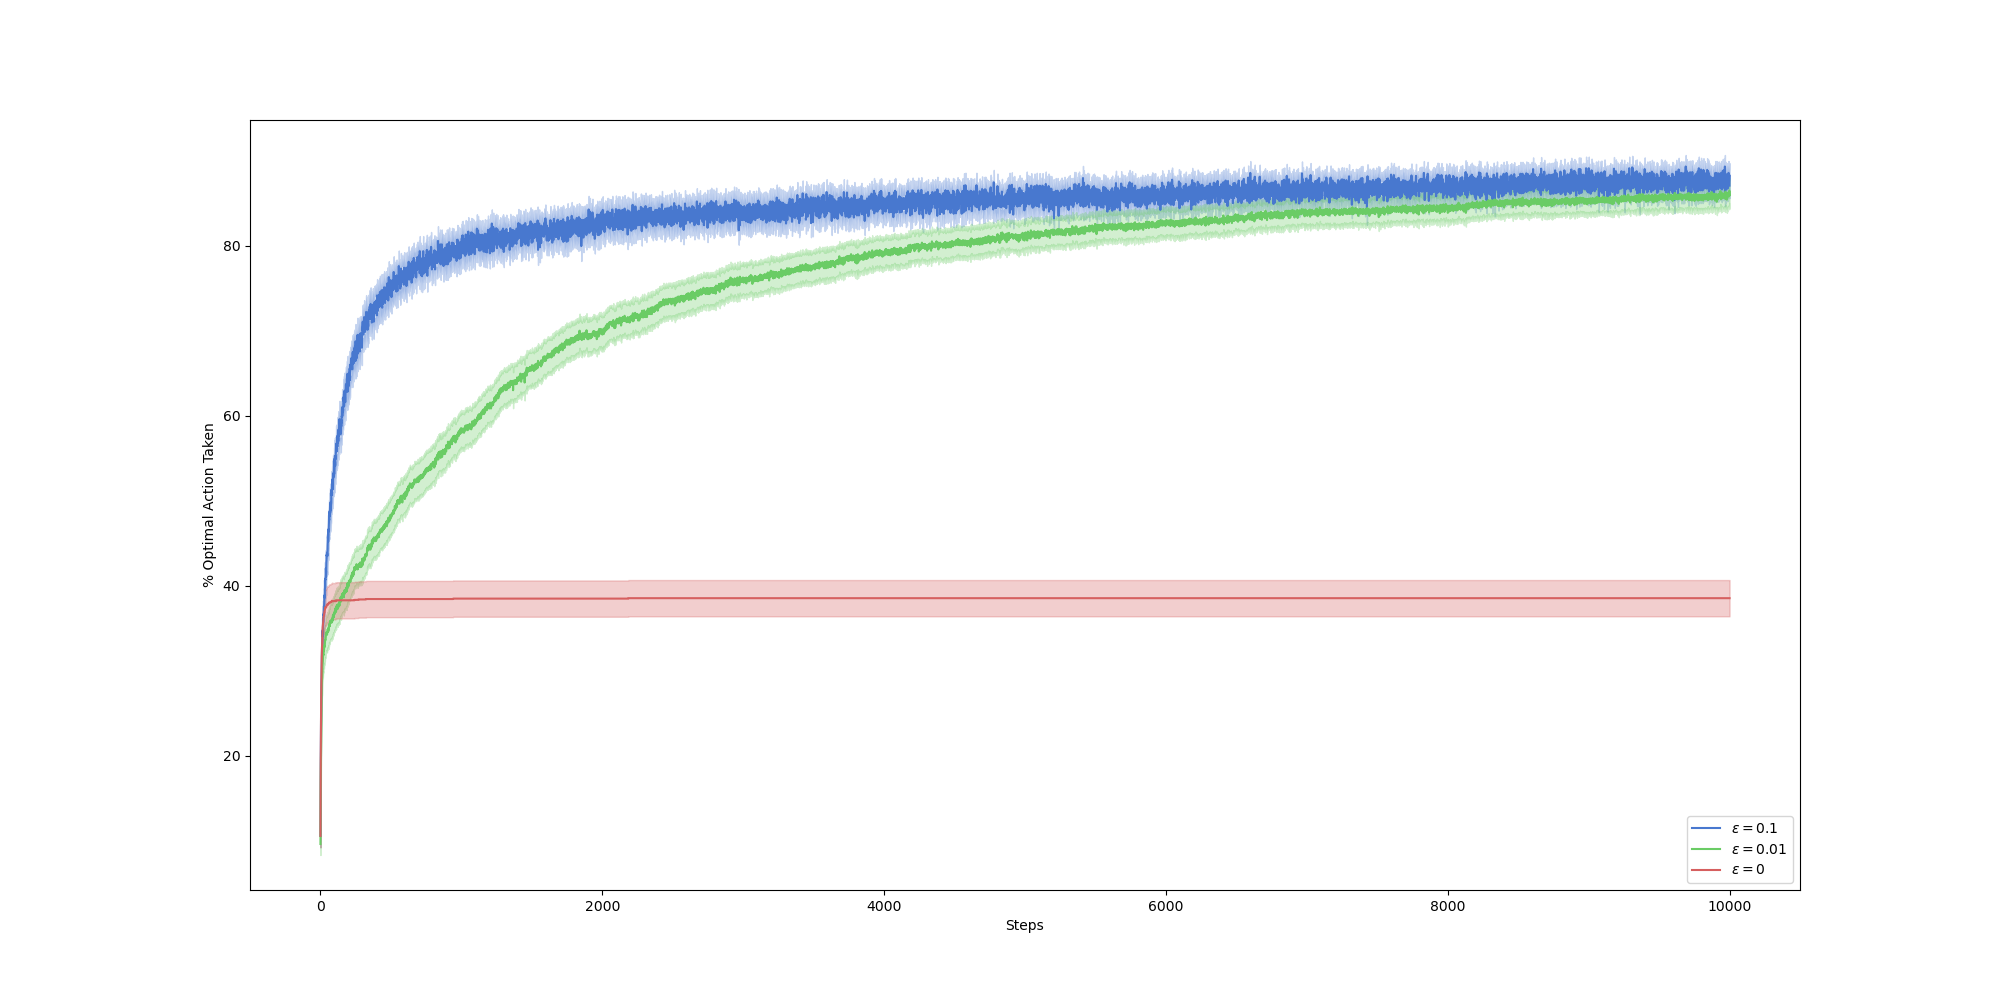 80
60
40
20
% Optimal Action Taken
0 2000 4000 6000 8000 10000
Steps
ε = 0.1
ε = 0.01
ε = 0